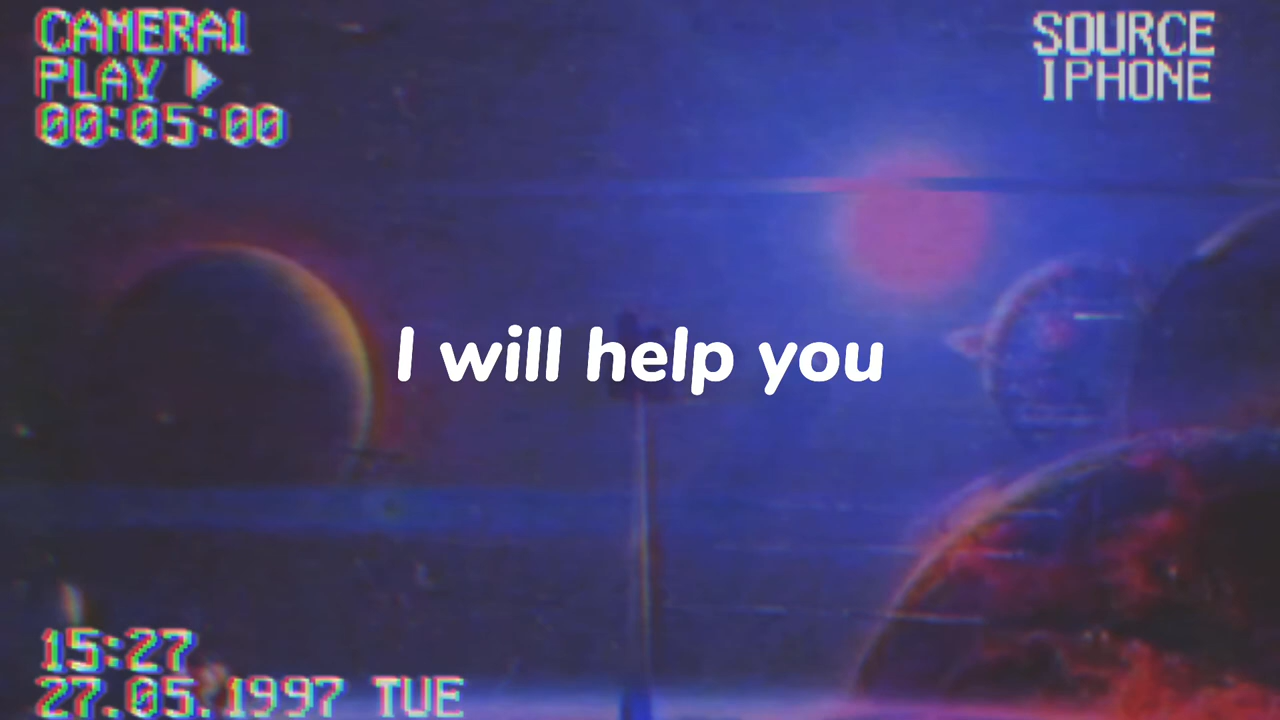 CAMERA1
PLAY
00:05:00
SOURCE
IPHONE
I will help you
15:27
27.05.1997 TUE